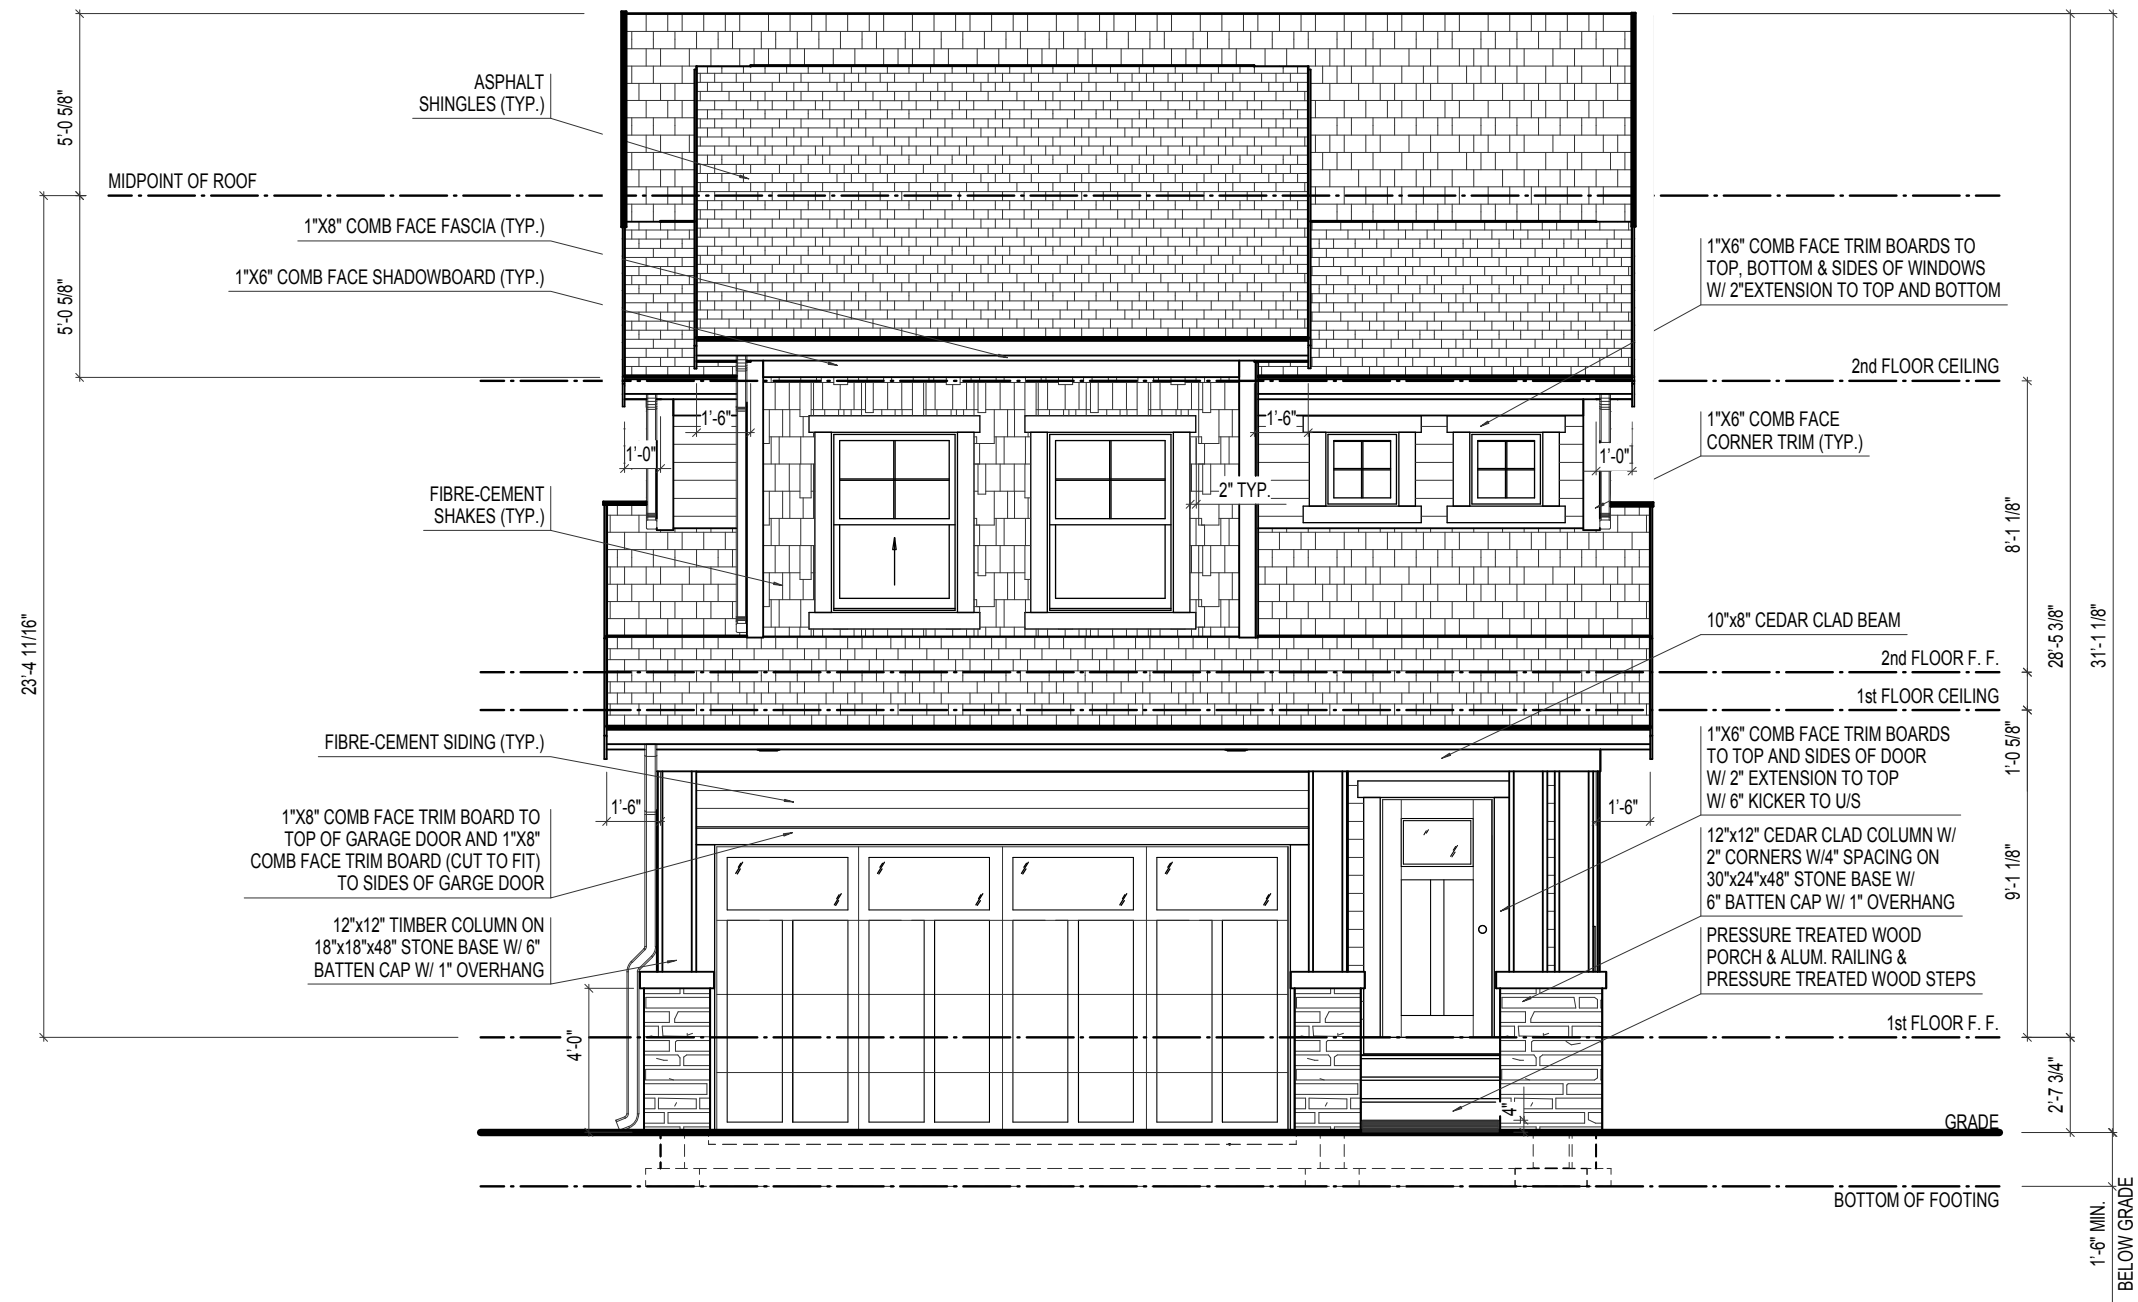 5'-0 5/8"
ASPHALT
SHINGLES (TYP.)
MIDPOINT OF ROOF
1"X8" COMB FACE FASCIA (TYP.)
1"X6" COMB FACE SHADOWBOARD (TYP.)
5'-0 5/8"
1"X6" COMB FACE TRIM BOARDS TO
TOP, BOTTOM & SIDES OF WINDOWS
W/ 2"EXTENSION TO TOP AND BOTTOM
2nd FLOOR CEILING
1'-6"
1'-6"
1"X6" COMB FACE
CORNER TRIM (TYP.)
1'-0"
1'-0"
2" TYP.
FIBRE-CEMENT
SHAKES (TYP.)
8'-1 1/8"
10"x8" CEDAR CLAD BEAM
23'-4 11/16"
28'-5 3/8"
31'-1 1/8"
2nd FLOOR F. F.
1st FLOOR CEILING
1'-0 5/8"
FIBRE-CEMENT SIDING (TYP.)
1"X6" COMB FACE TRIM BOARDS
TO TOP AND SIDES OF DOOR
W/ 2" EXTENSION TO TOP
W/ 6" KICKER TO U/S
1'-6"
1'-6"
1"X8" COMB FACE TRIM BOARD TO
TOP OF GARAGE DOOR AND 1"X8"
COMB FACE TRIM BOARD (CUT TO FIT)
TO SIDES OF GARGE DOOR
12"x12" CEDAR CLAD COLUMN W/
2" CORNERS W/4" SPACING ON
30"x24"x48" STONE BASE W/
6" BATTEN CAP W/ 1" OVERHANG
9'-1 1/8"
12"x12" TIMBER COLUMN ON
18"x18"x48" STONE BASE W/ 6"
BATTEN CAP W/ 1" OVERHANG
PRESSURE TREATED WOOD
PORCH & ALUM. RAILING &
PRESSURE TREATED WOOD STEPS
1st FLOOR F. F.
4'-0"
2'-7 3/4"
4"
GRADE
BOTTOM OF FOOTING
1'-6" MIN.
BELOW GRADE